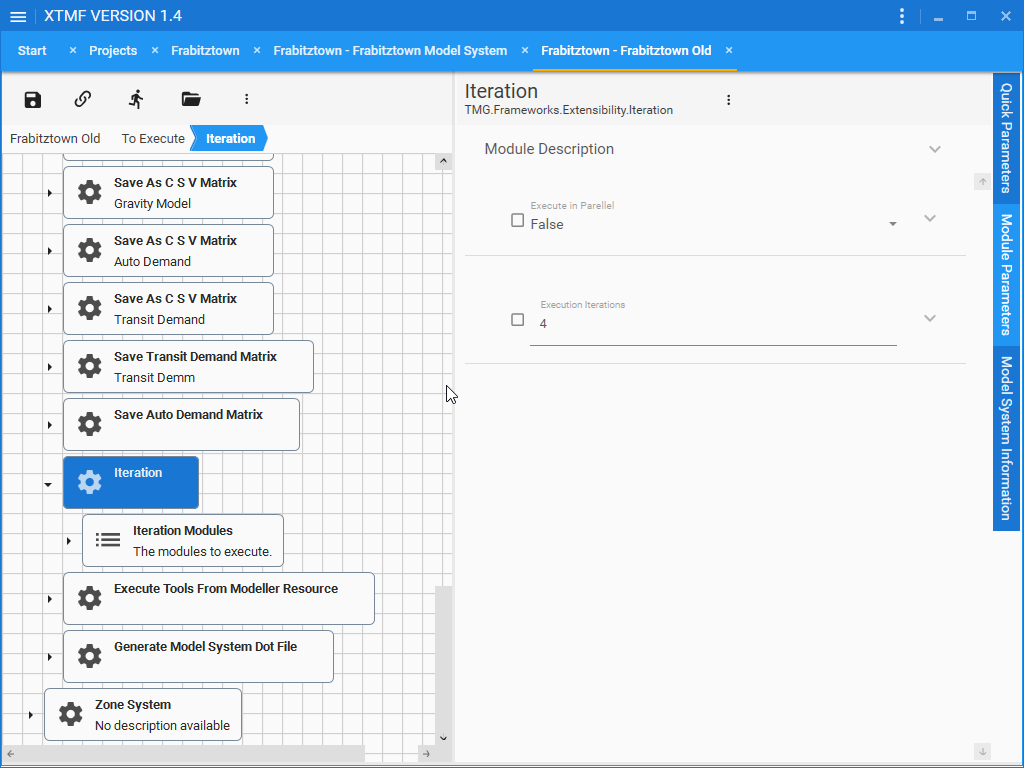 XTMF VERSION 1.4
Start × Projects × Frabitztown × Frabitztown - Frabitztown Model System × Frabitztown - Frabitztown Old ×
Frabitztown Old To Execute Iteration
Save As C S V Matrix
Gravity Model
Save As C S V Matrix
Auto Demand
Save As C S V Matrix
Transit Demand
Save Transit Demand Matrix
Transit Demm
Save Auto Demand Matrix
Iteration
Iteration Modules
The modules to execute.
Execute Tools From Modeller Resource
Generate Model System Dot File
Zone System
No description available
Iteration
TMG.Frameworks.Extensibility.Iteration
Module Description
Execute in Parellel
False
Execution Iterations
4
Quick Parameters
Module Parameters
Model System Information